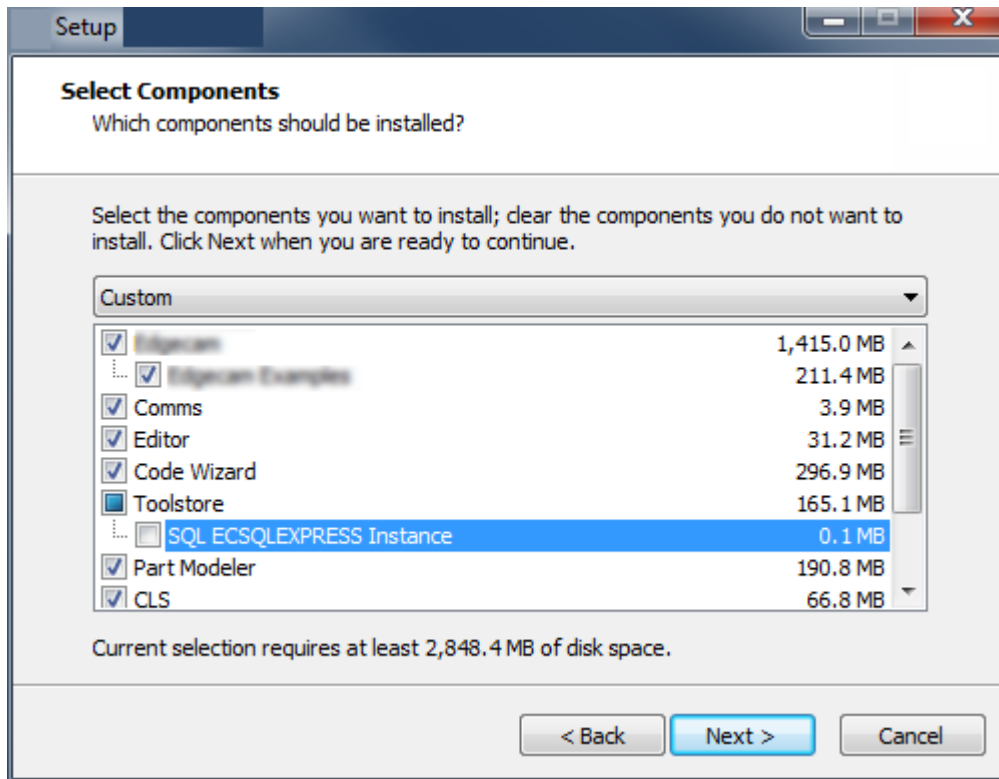 Setup
Select Components
Which components should be installed?
Select the components you want to install; clear the components you do not want to
install. Click Next when you are ready to continue.
Custom
1,415.0 MB
211.4 MB
Comms 3.9 MB
Editor 31.2 MB
Code Wizard 296.9 MB
Toolstore 165.1 MB
SQL ECSQLEXPRESS Instance 0.1 MB
Part Modeler 190.8 MB
CLS 66.8 MB
Current selection requires at least 2,848.4 MB of disk space.
< Back Next > Cancel